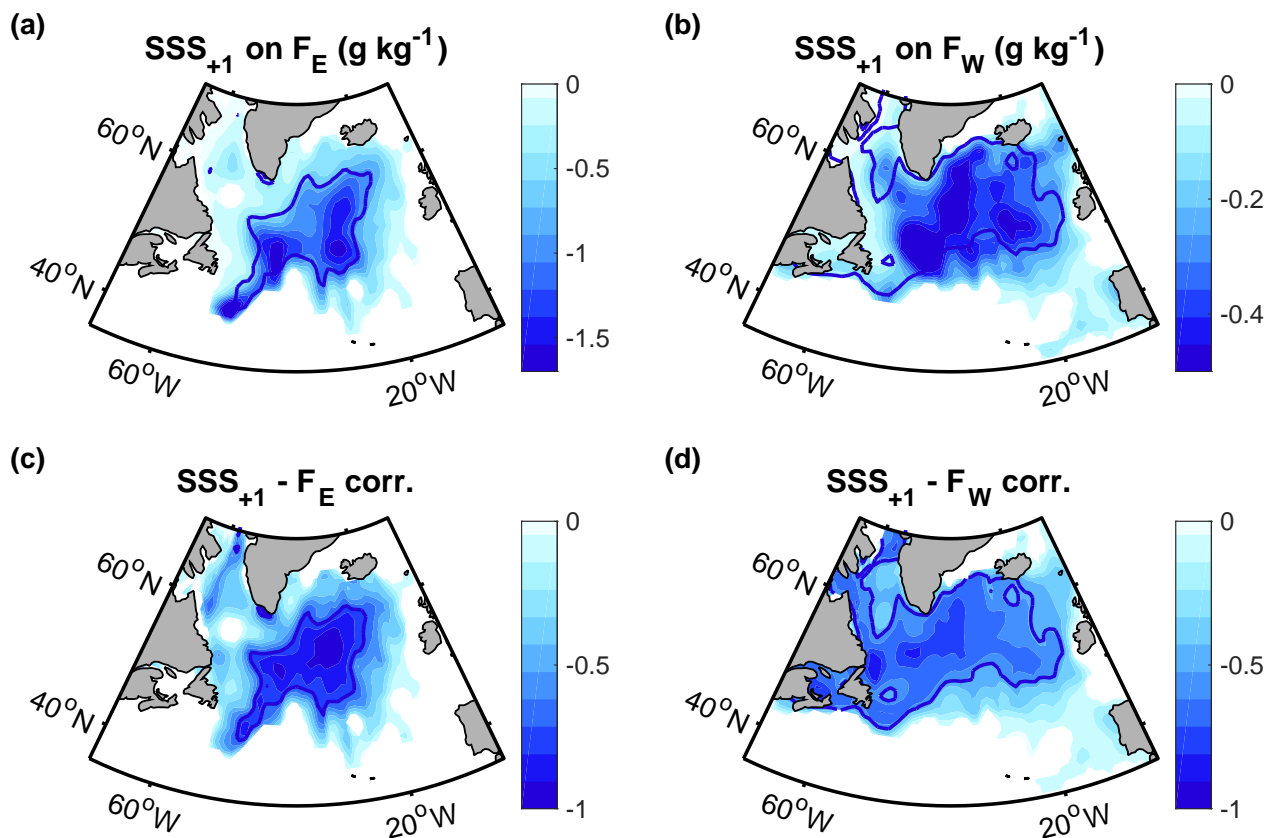 (a)
SSS+1 on FE (g kg-1)
60oN
40oN
60oW
20oW
0
-0.5
-1
-1.5
(b)
SSS+1 on FW (g kg-1)
60oN
40oN
60oW
20oW
0
-0.2
-0.4
(c)
SSS+1 - FE corr.
60oN
40oN
60oW
20oW
0
-0.5
-1
(d)
SSS+1 - FW corr.
60oN
40oN
60oW
20oW
0
-0.5
-1